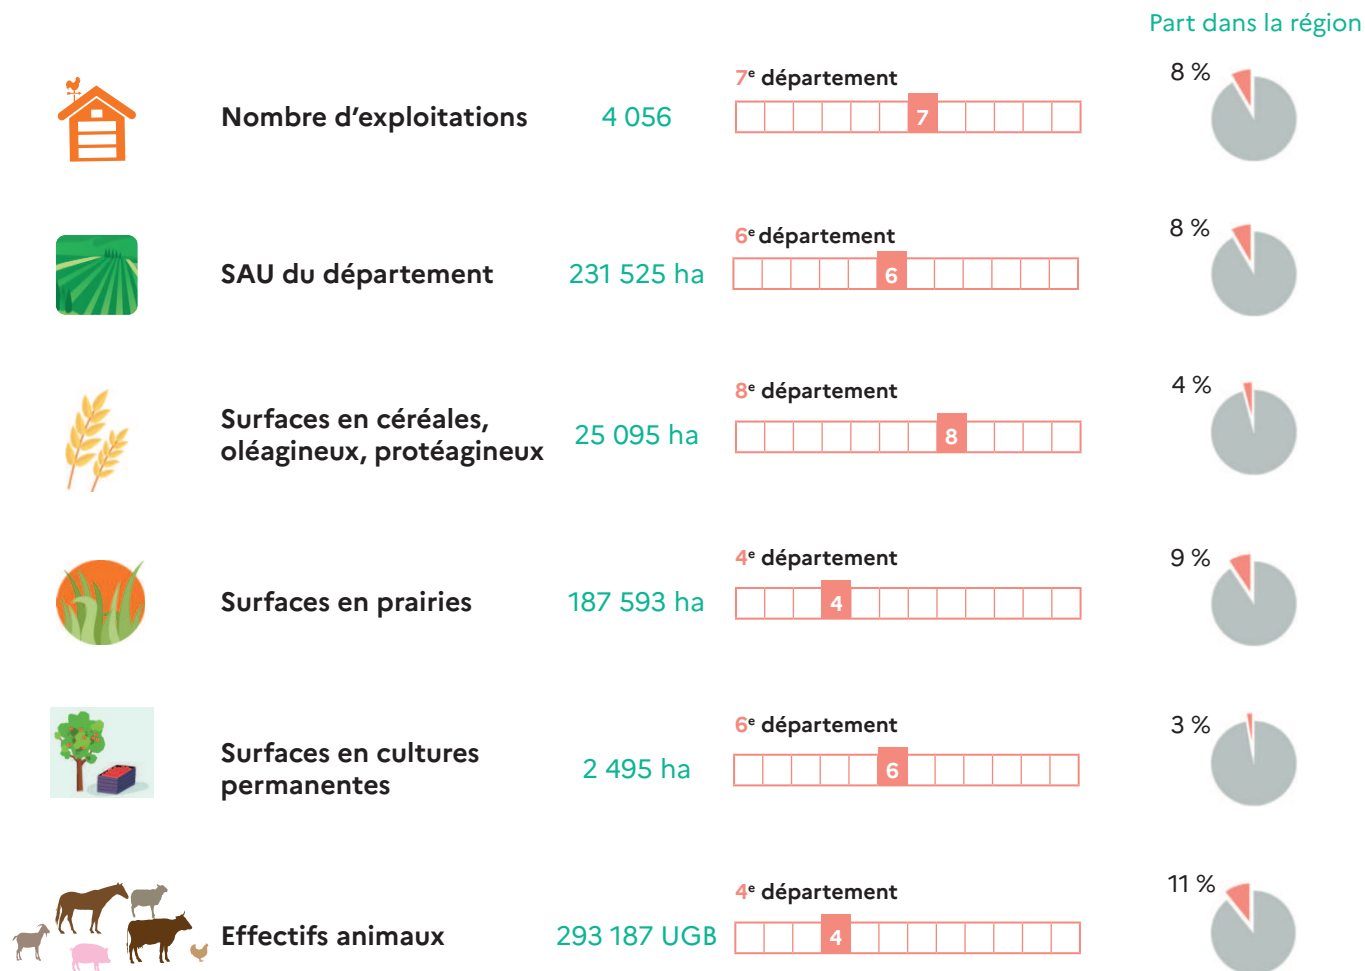 Part dans la région
Nombre d’exploitations
4 056
7e département
7
8 %
SAU du département
231 525 ha
6e département
6
8 %
Surfaces en céréales,
oléagineux, protéagineux
25 095 ha
8e département
8
4 %
Surfaces en prairies
187 593 ha
4e département
4
9 %
Surfaces en cultures
permanentes
2 495 ha
6e département
6
3 %
Effectifs animaux
293 187 UGB
4e département
4
11 %